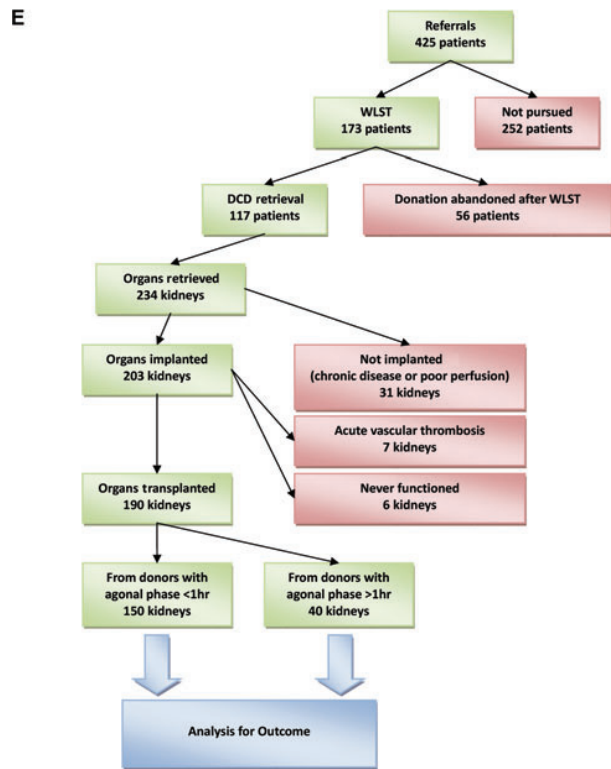 E
Referrals
425 patients
WLST
173 patients
Not pursued
252 patients
DCD retrieval
117 patients
Donation abandoned after WLST
56 patients
Organs retrieved
234 kidneys
Organs implanted
203 kidneys
Not implanted
(chronic disease or poor perfusion)
31 kidneys
Acute vascular thrombosis
7 kidneys
Organs transplanted
190 kidneys
Never functioned
6 kidneys
From donors with
agonal phase <1hr
150 kidneys
From donors with
agonal phase >1hr
40 kidneys
Analysis for Outcome